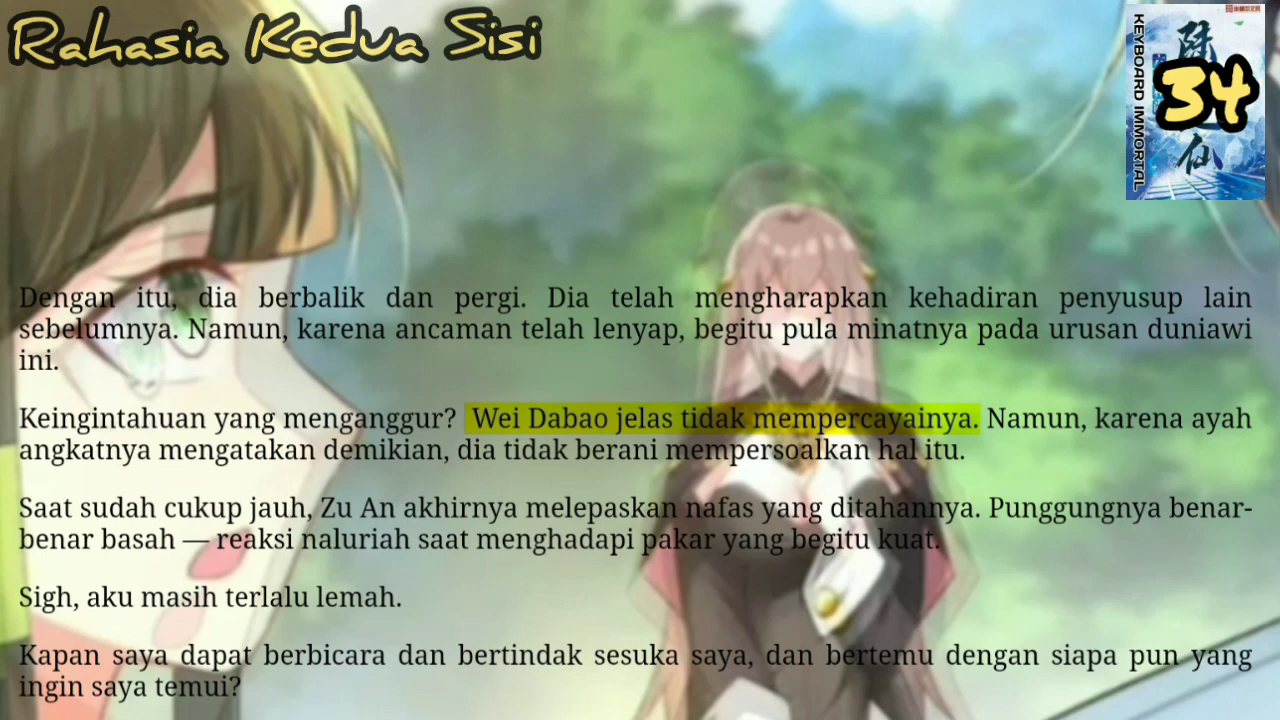 Rahasia Kedua Sisi
KEYBOARD IMMORTAL
34
仙
Dengan itu, dia berbalik dan pergi. Dia telah mengharapkan kehadiran penyusup lain
sebelumnya. Namun, karena ancaman telah lenyap, begitu pula minatnya pada urusan duniawi
ini.
Keingintahuan yang menganggur? Wei Dabao jelas tidak mempercayainya. Namun, karena ayah
angkatnya mengatakan demikian, dia tidak berani mempersoalkan hal itu.
Saat sudah cukup jauh, Zu An akhirnya melepaskan nafas yang ditahannya. Punggungnya benar-
benar basah — reaksi naluriah saat menghadapi pakar yang begitu kuat.
Sigh, aku masih terlalu lemah.
Kapan saya dapat berbicara dan bertindak sesuka saya, dan bertemu dengan siapa pun yang
ingin saya temui?